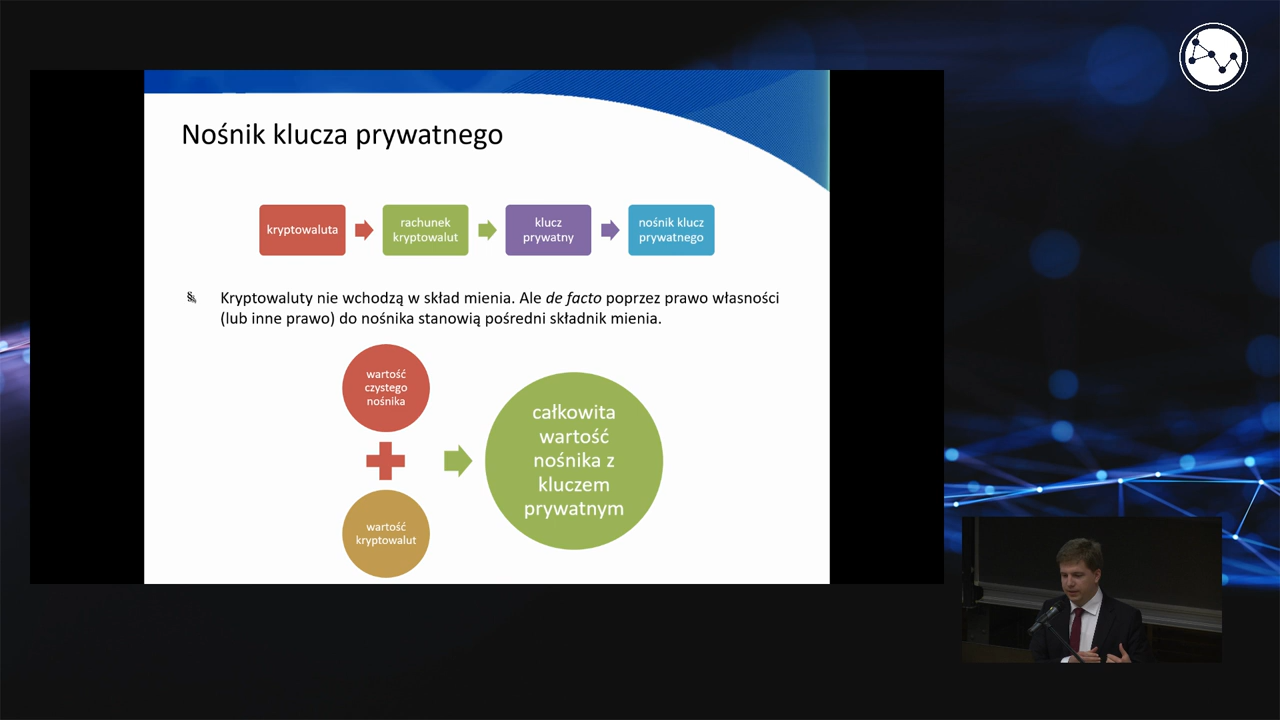 Nośnik klucza prywatnego
kryptowaluta
rachunek
kryptowalut
klucz
prywatny
nośnik klucz
prywatnego
§ Kryptowaluty nie wchodzą w skład mienia. Ale de facto poprzez prawo własności
(lub inne prawo) do nośnika stanowią pośredni składnik mienia.
wartość
czystego
nośnika
wartość
kryptowalut
całkowita
wartość
nośnika z
kluczem
prywatnym